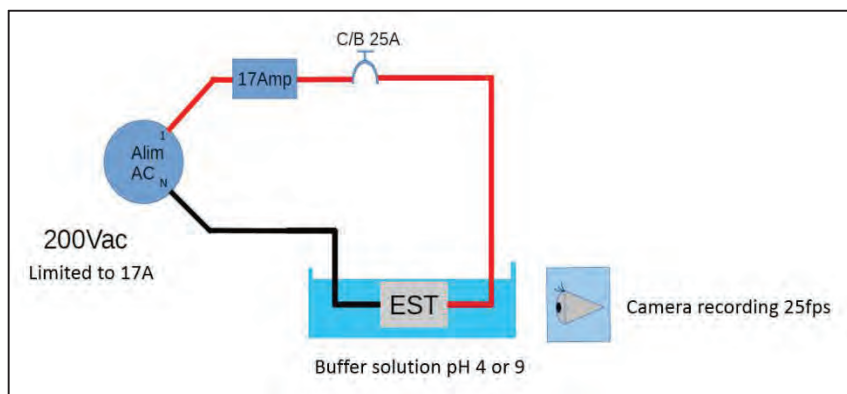 C/B 25A
17Amp
1
Alim
AC
N
200Vac
Limited to 17A
EST
Camera recording 25fps
Buffer solution pH 4 or 9